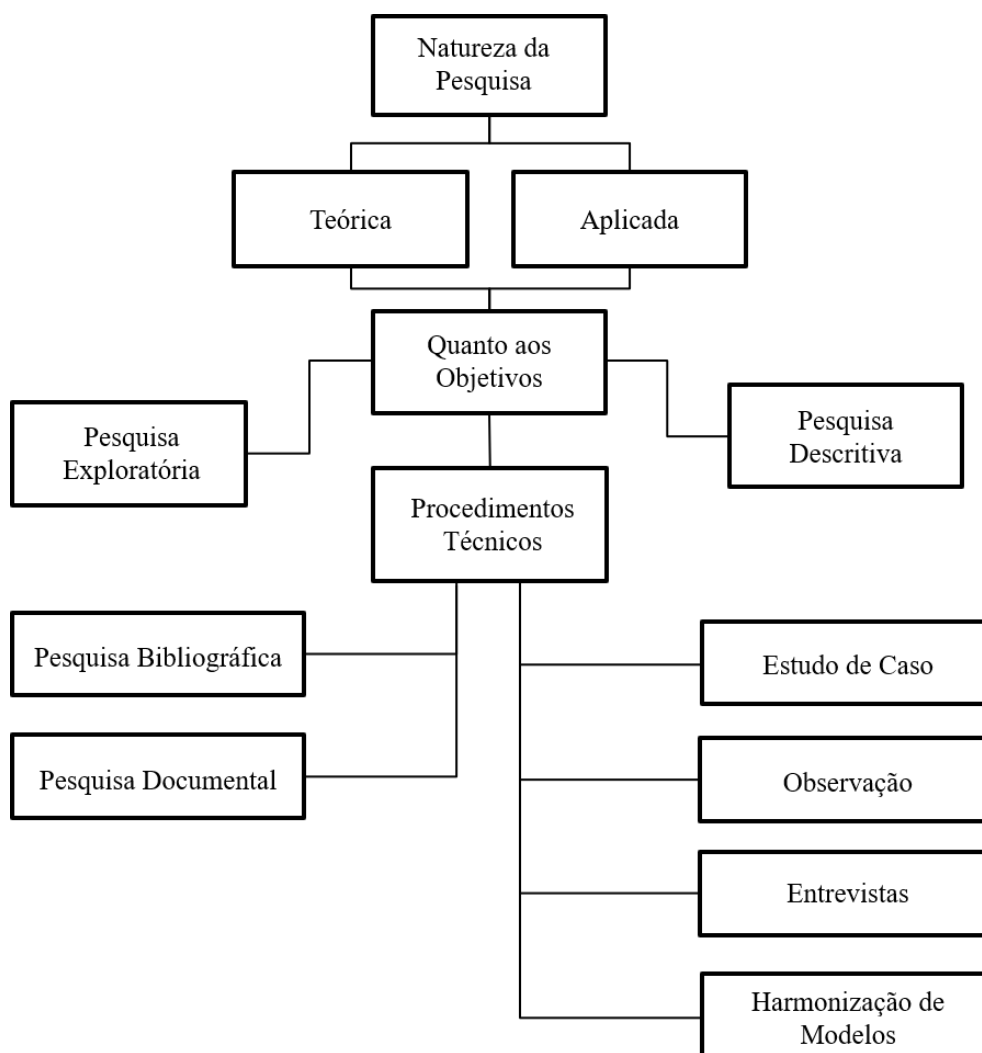 Natureza da
Pesquisa
Teórica
Aplicada
Quanto aos
Objetivos
Pesquisa
Exploratória
Pesquisa
Descritiva
Procedimentos
Técnicos
Pesquisa Bibliográfica
Pesquisa Documental
Estudo de Caso
Observação
Entrevistas
Harmonização de
Modelos